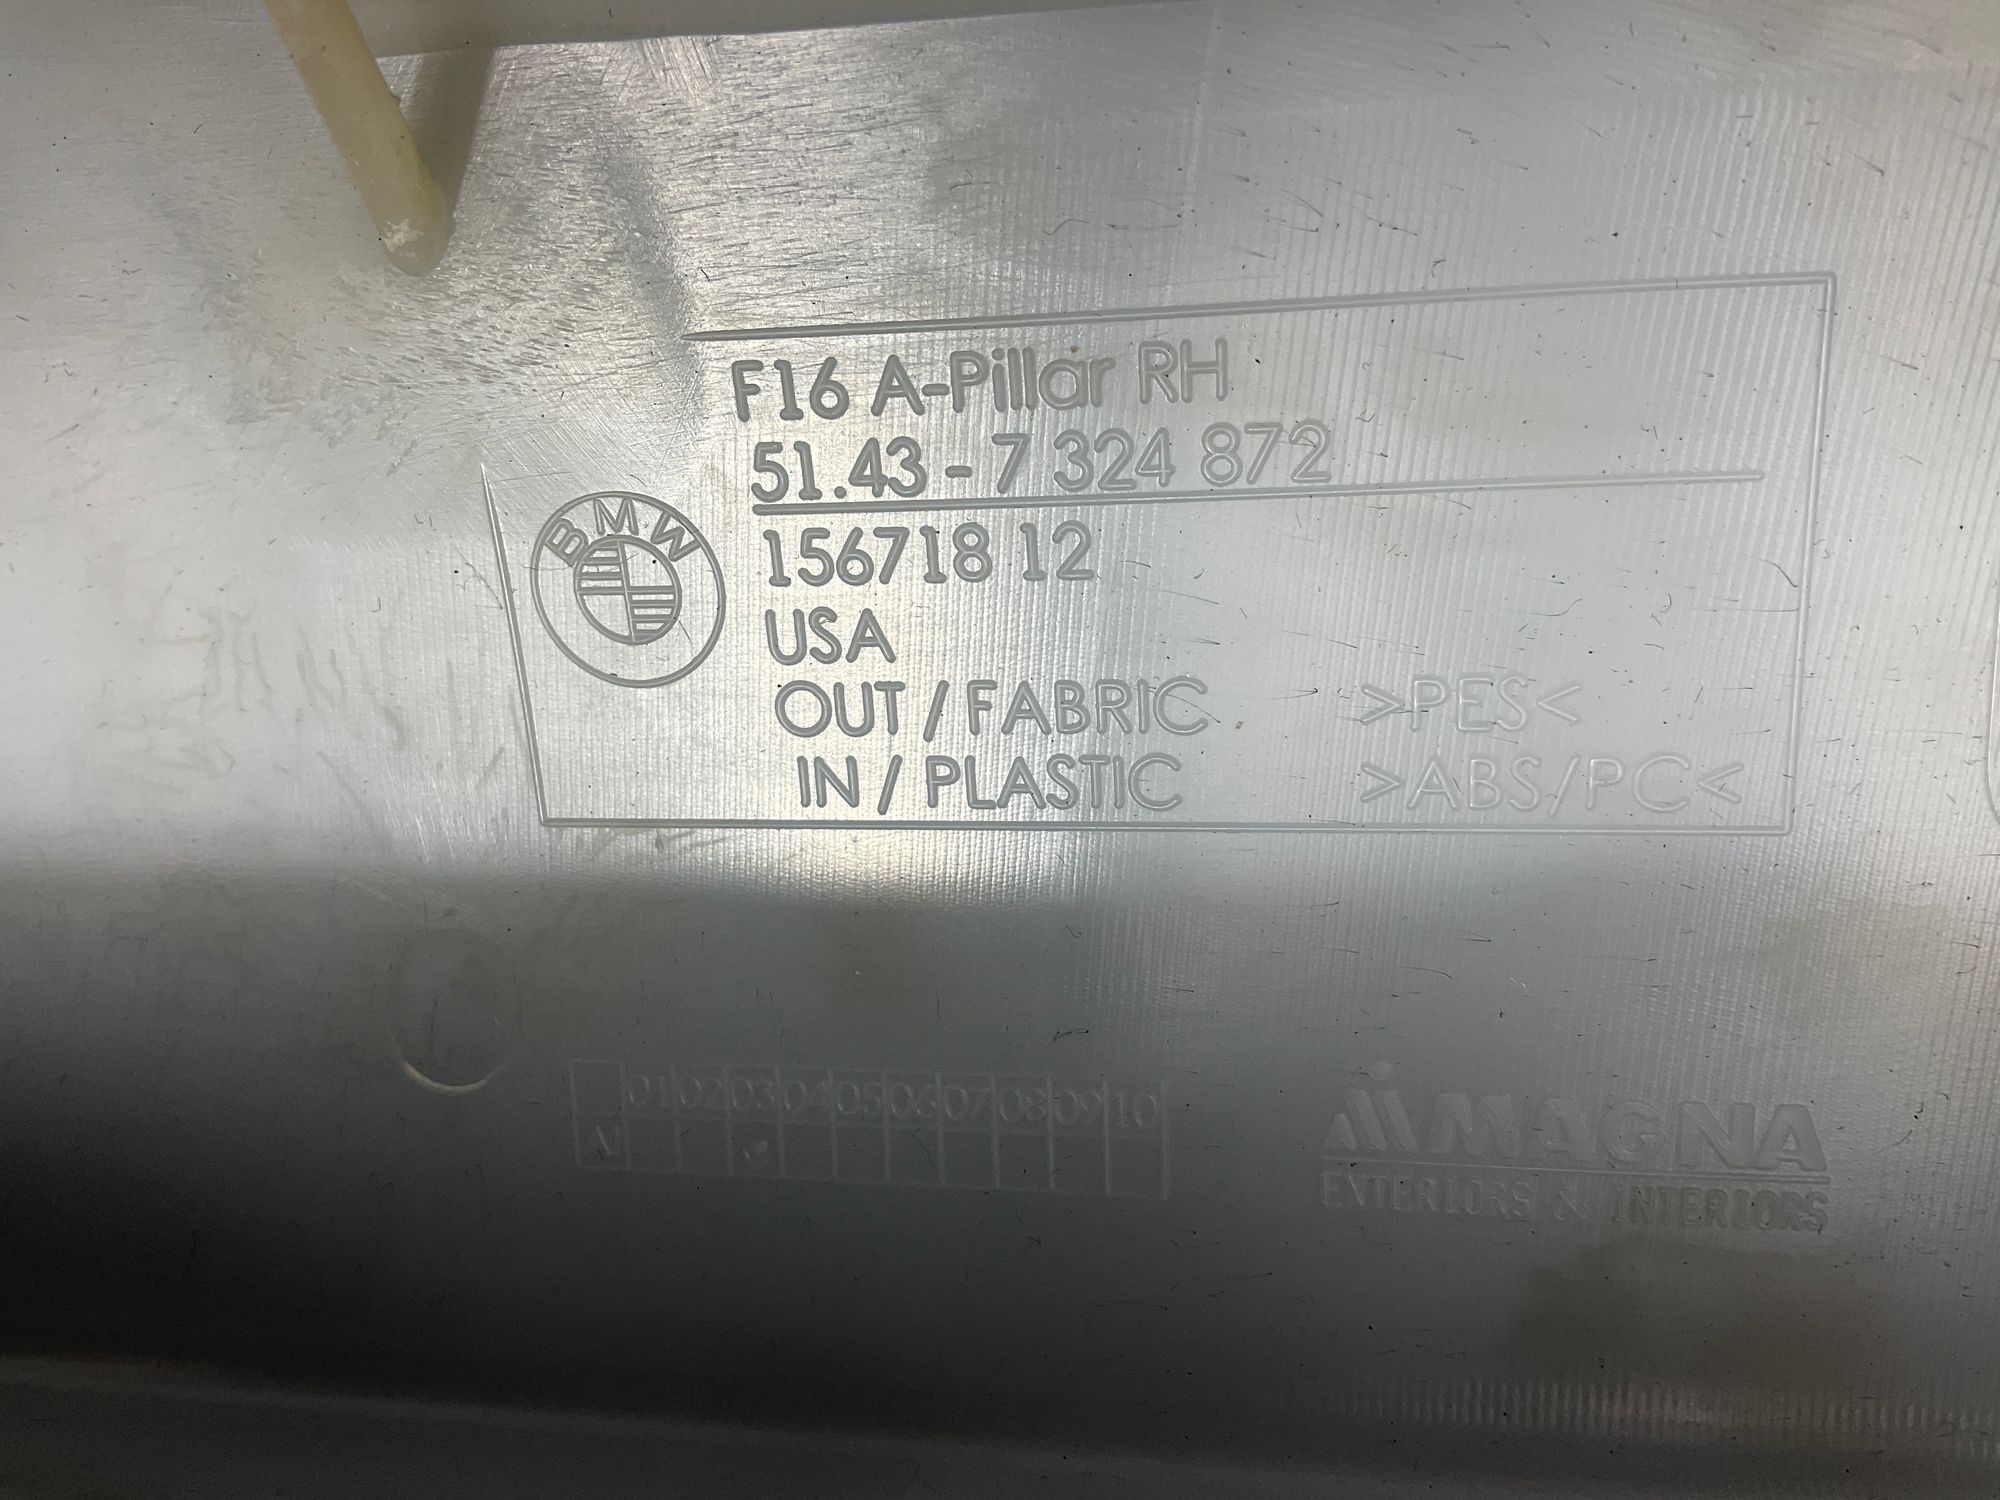 F16 A-Pillar RH
51.43 - 7 324 872
BMW
156718 12
USA
OUT / FABRIC >PES<
IN / PLASTIC >ABS/PC<
01 02 03 04 05 06 07 08 09 10
MAGNA
EXTERIORS & INTERIORS